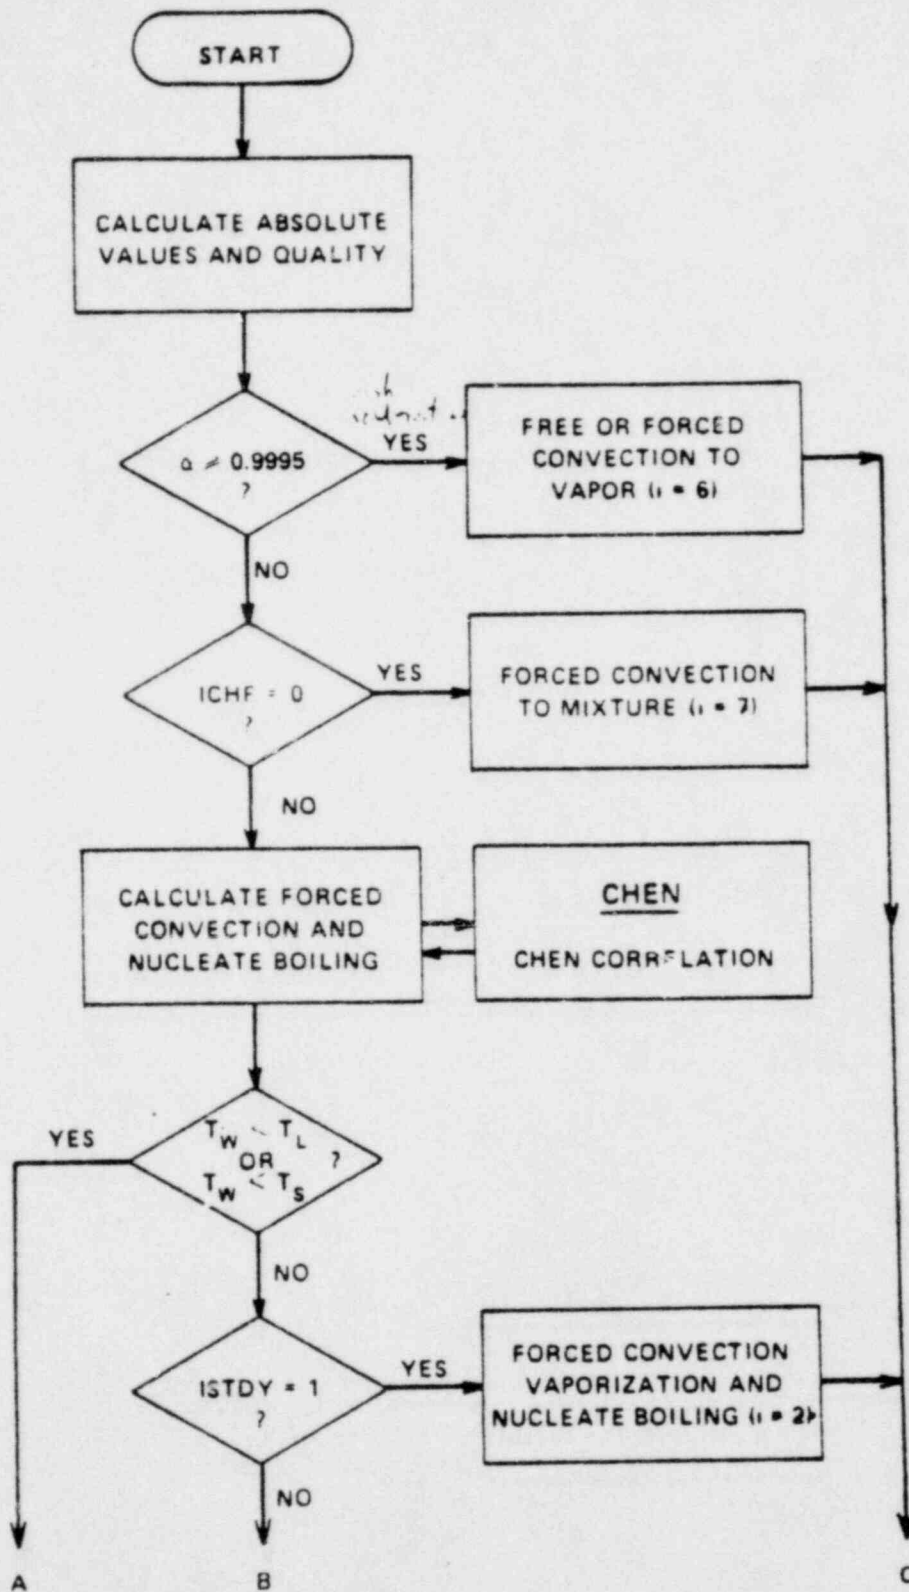 START
CALCULATE ABSOLUTE
VALUES AND QUALITY
α ≠ 0.9995
?
YES
FREE OR FORCED
CONVECTION TO
VAPOR (i = 6)
NO
ICHF = 0
?
YES
FORCED CONVECTION
TO MIXTURE (i = 7)
NO
CALCULATE FORCED
CONVECTION AND
NUCLEATE BOILING
CHEN
CHEN CORRELATION
YES
T_W < T_L
OR ?
T_W < T_S
NO
ISTDY = 1
?
YES
FORCED CONVECTION
VAPORIZATION AND
NUCLEATE BOILING (i = 2)
NO
A
B
C